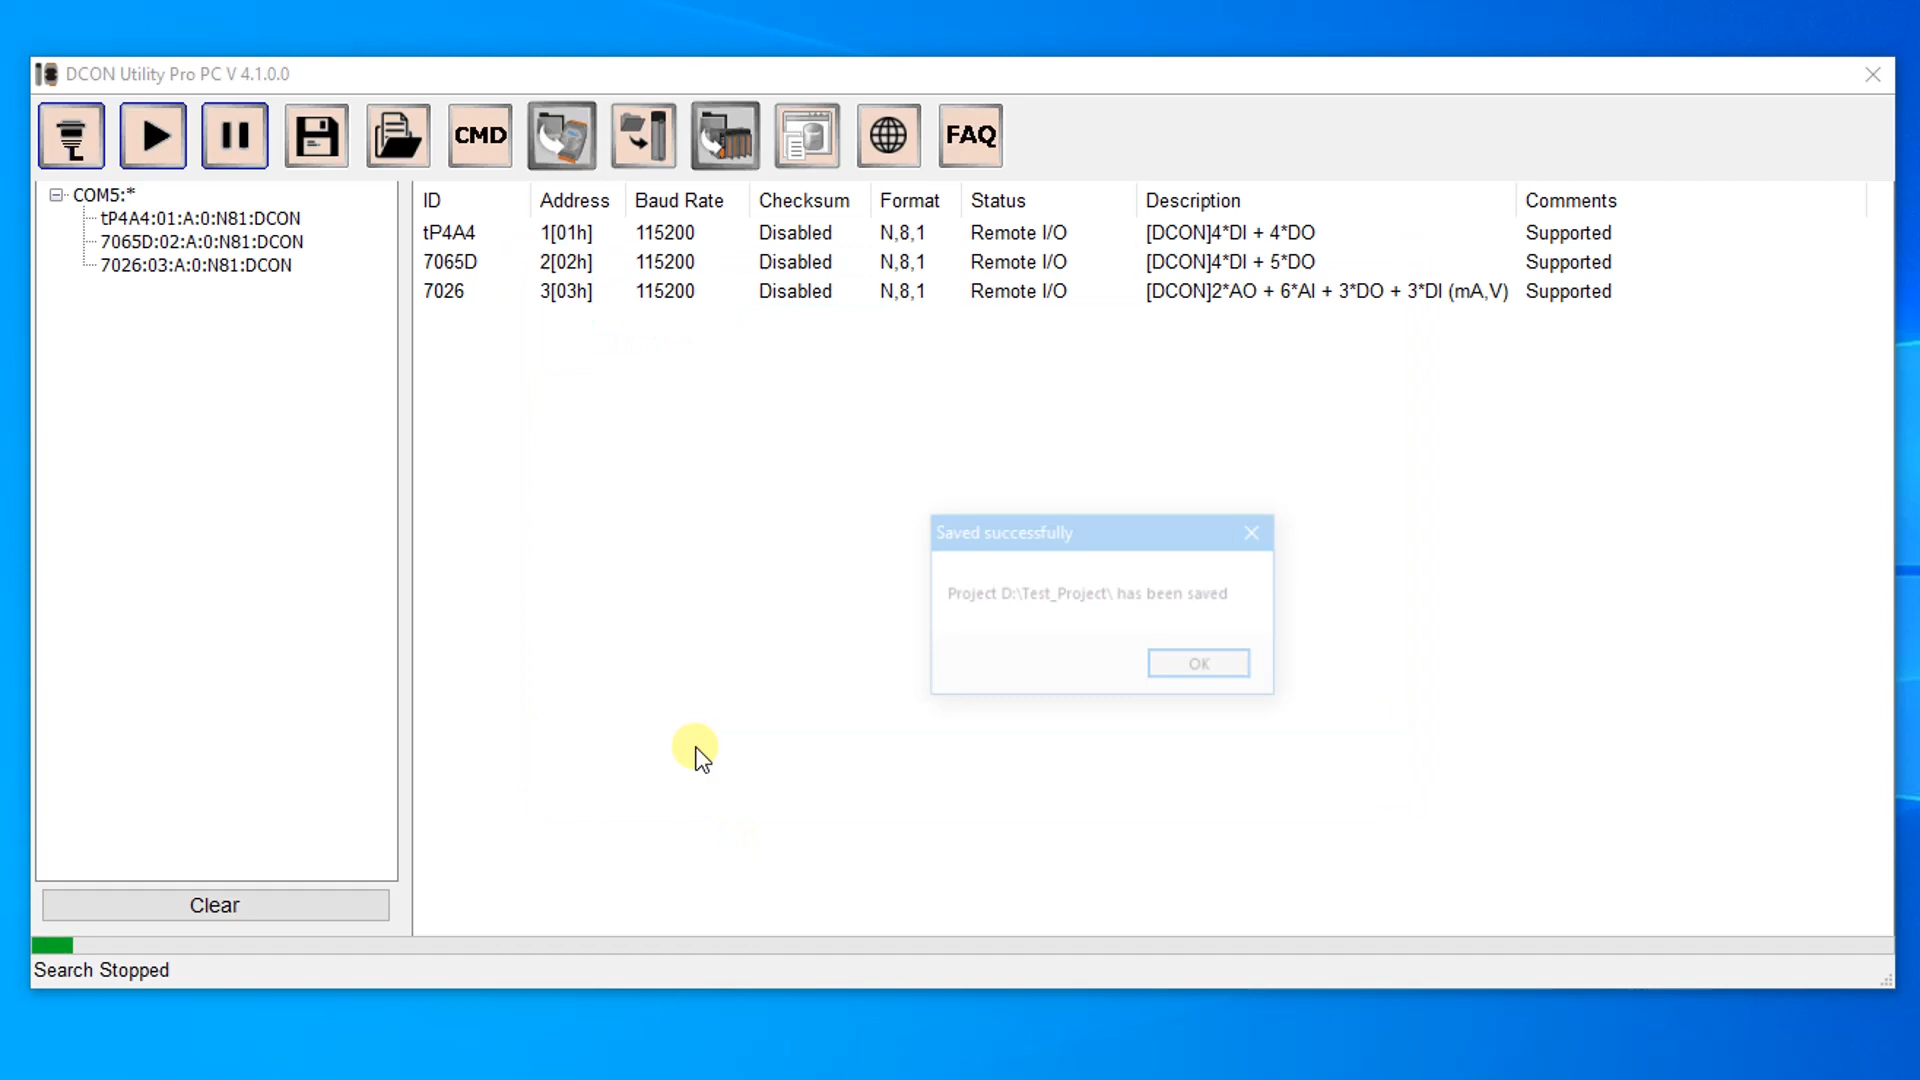 DCON Utility Pro PC V 4.1.0.0
CMD
FAQ
COM5:*
tP4A4:01:A:0:N81:DCON
7065D:02:A:0:N81:DCON
7026:03:A:0:N81:DCON
ID Address Baud Rate Checksum Format Status Description Comments
tP4A4 1[01h] 115200 Disabled N,8,1 Remote I/O [DCON]4*DI + 4*DO Supported
7065D 2[02h] 115200 Disabled N,8,1 Remote I/O [DCON]4*DI + 5*DO Supported
7026 3[03h] 115200 Disabled N,8,1 Remote I/O [DCON]2*AO + 6*AI + 3*DO + 3*DI (mA,V) Supported
Saved successfully
Project D:\Test_Project\ has been saved
OK
Clear
Search Stopped